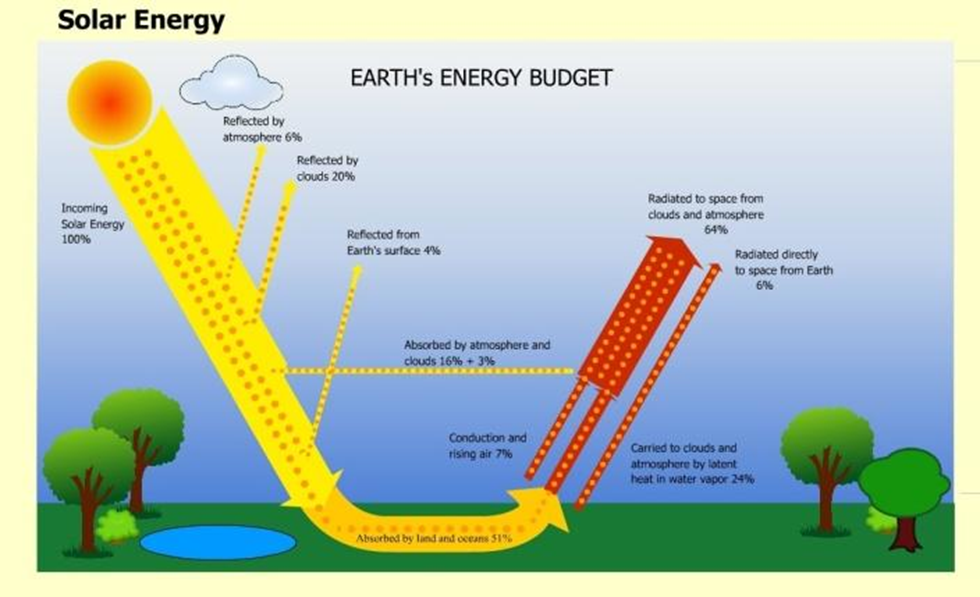 Solar Energy
EARTH's ENERGY BUDGET
Reflected by
atmosphere 6%
Reflected by
clouds 20%
Incoming
Solar Energy
100%
Reflected from
Earth's surface 4%
Radiated to space from
clouds and atmosphere
64%
Radiated directly
to space from Earth
6%
Absorbed by atmosphere and
clouds 16% + 3%
Conduction and
rising air 7%
Carried to clouds and
atmosphere by latent
heat in water vapor 24%
Absorbed by land and oceans 51%